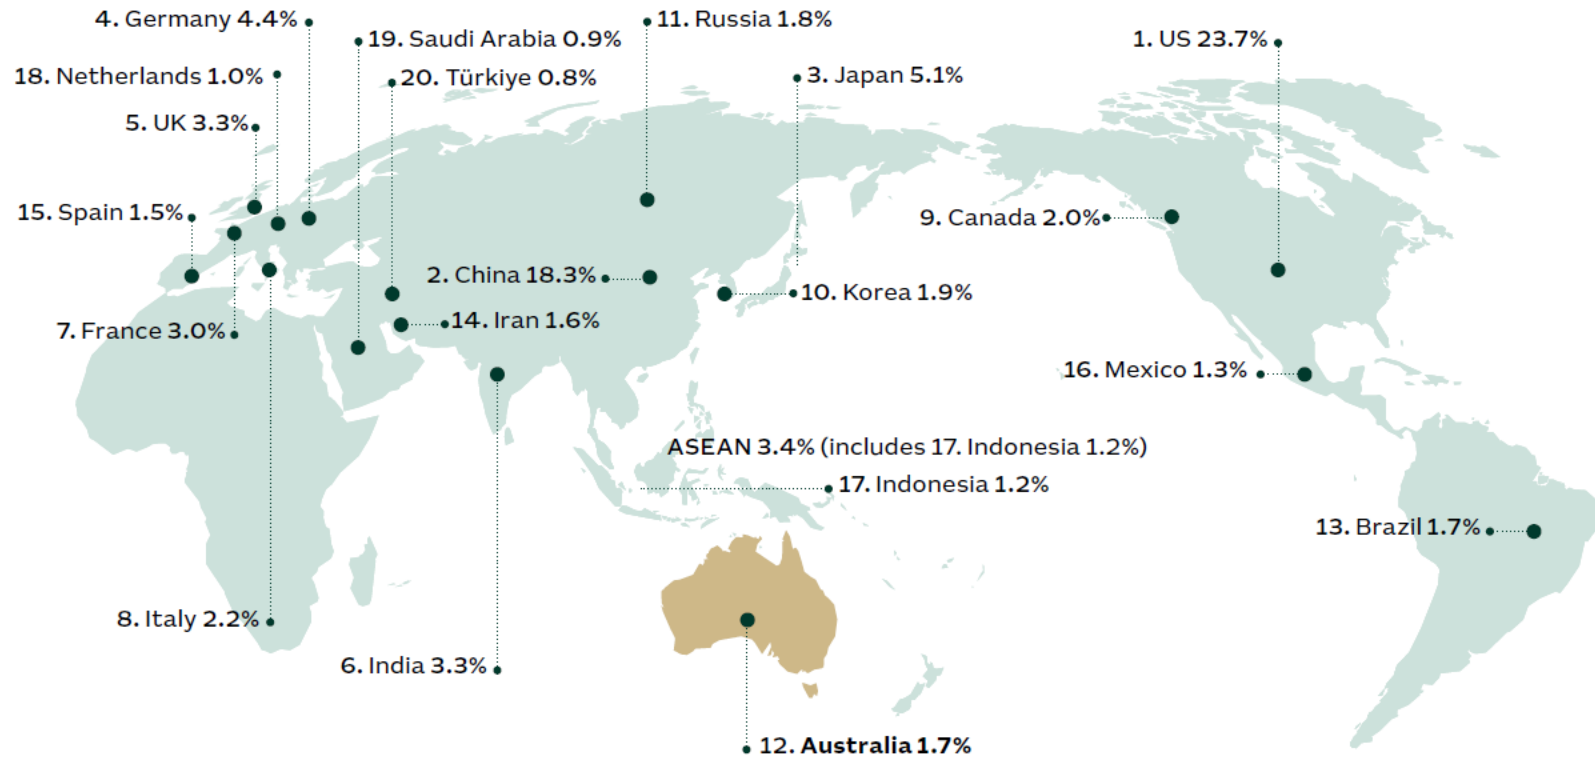 4. Germany 4.4%
11. Russia 1.8%
19. Saudi Arabia 0.9%
1. US 23.7%
18. Netherlands 1.0%
20. Türkiye 0.8%
3. Japan 5.1%
5. UK 3.3%
15. Spain 1.5%
9. Canada 2.0%
2. China 18.3%
10. Korea 1.9%
7. France 3.0%
14. Iran 1.6%
16. Mexico 1.3%
ASEAN 3.4% (includes 17. Indonesia 1.2%)
17. Indonesia 1.2%
13. Brazil 1.7%
8. Italy 2.2%
6. India 3.3%
12. Australia 1.7%